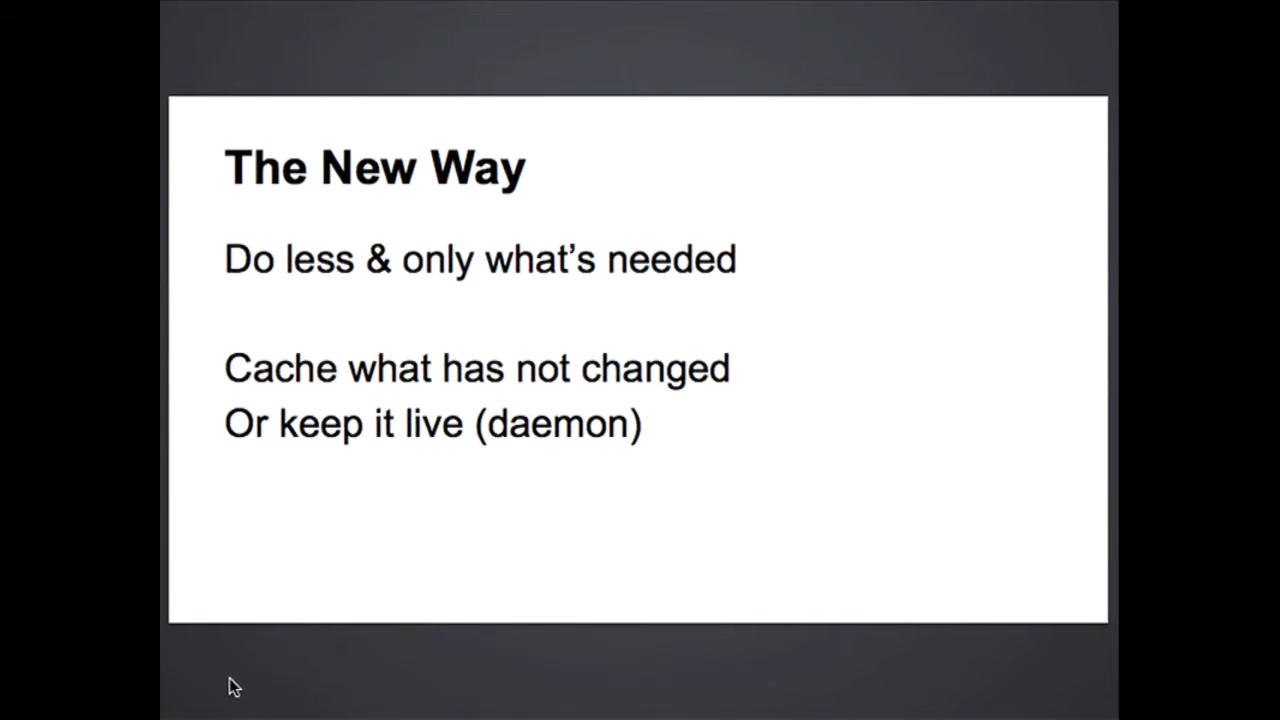 The New Way
Do less & only what’s needed
Cache what has not changed
Or keep it live (daemon)